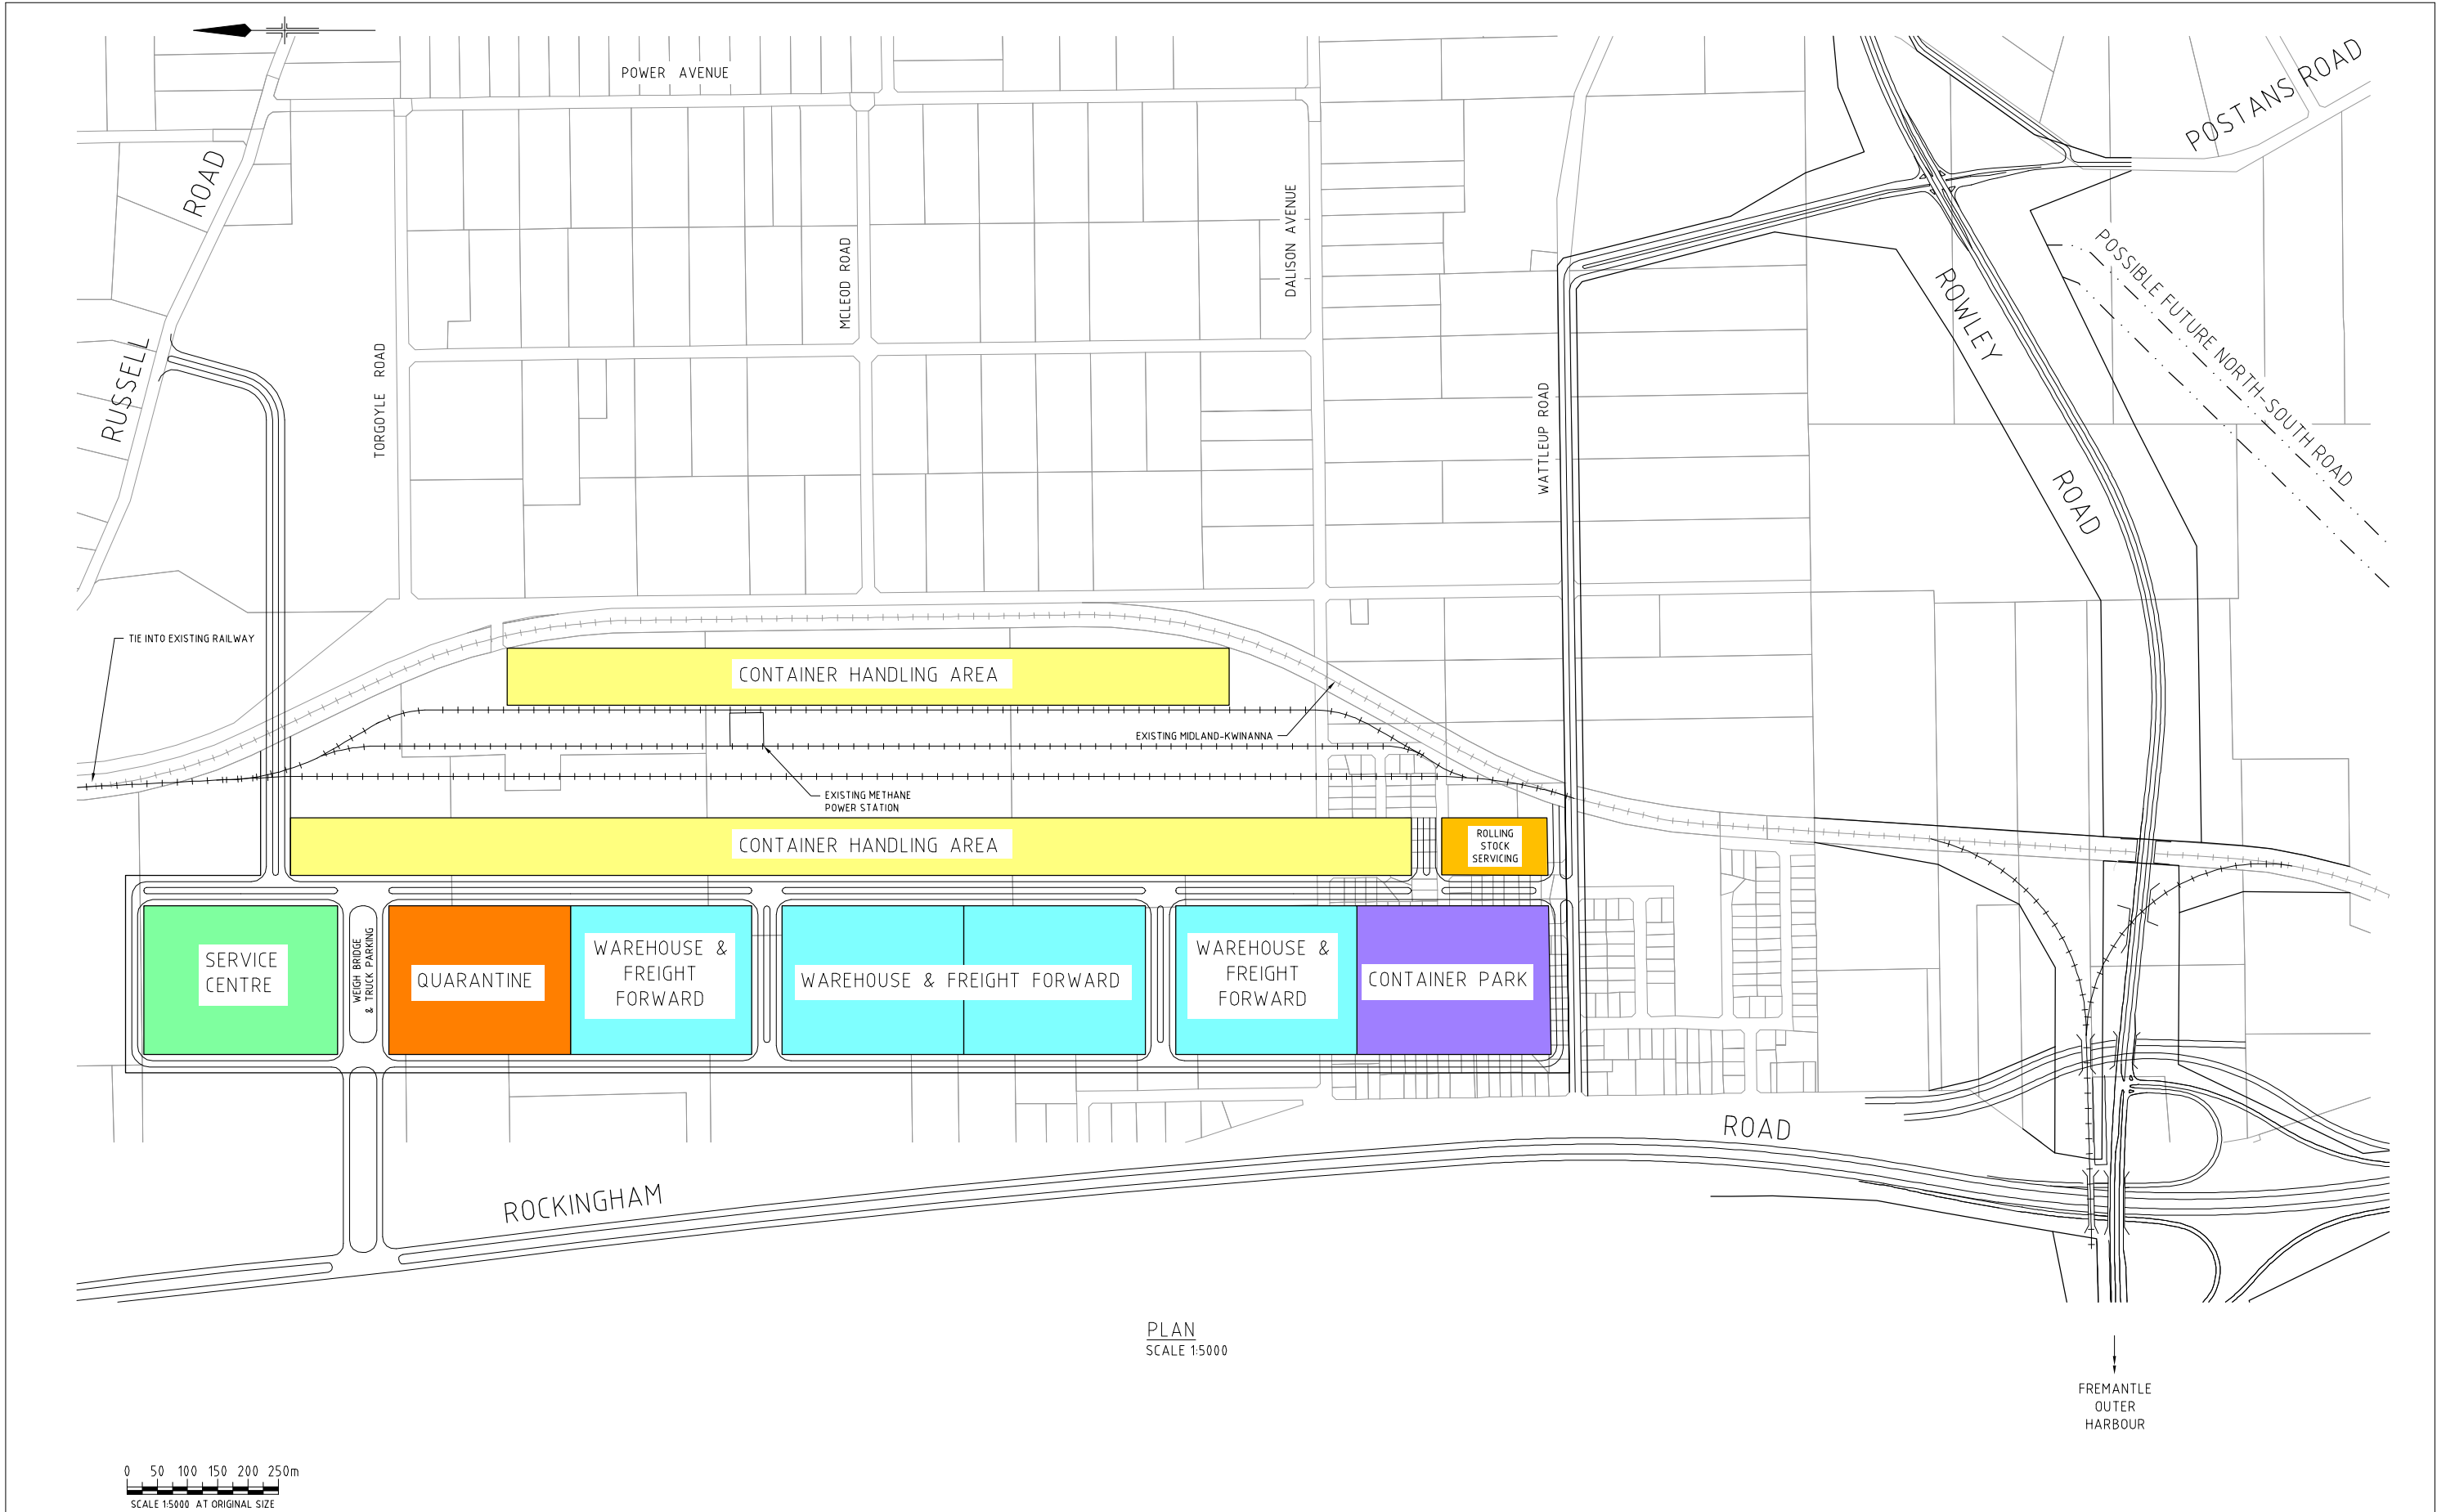 POWER AVENUE
POSTANS ROAD
RUSSELL ROAD
TORGOYLE ROAD
MCLEOD ROAD
DALISON AVENUE
WATTLEUP ROAD
ROWLEY ROAD
POSSIBLE FUTURE NORTH-SOUTH ROAD
TIE INTO EXISTING RAILWAY
CONTAINER HANDLING AREA
EXISTING MIDLAND-KWINANNA
EXISTING METHANE
POWER STATION
CONTAINER HANDLING AREA
ROLLING
STOCK
SERVICING
SERVICE
CENTRE
WEIGH BRIDGE
& TRUCK PARKING
QUARANTINE
WAREHOUSE &
FREIGHT
FORWARD
WAREHOUSE & FREIGHT FORWARD
WAREHOUSE &
FREIGHT
FORWARD
CONTAINER PARK
ROCKINGHAM ROAD
PLAN
SCALE 1:5000
FREMANTLE
OUTER
HARBOUR
0 50 100 150 200 250m
SCALE 1:5000 AT ORIGINAL SIZE